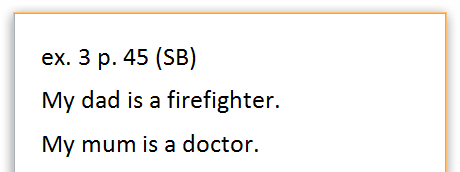 ex. 3 p. 45 (SB)
My dad is a firefighter.
My mum is a doctor.